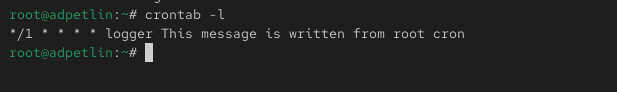 root@adpetlin:~# crontab -l
*/1 * * * * logger This message is written from root cron
root@adpetlin:~#